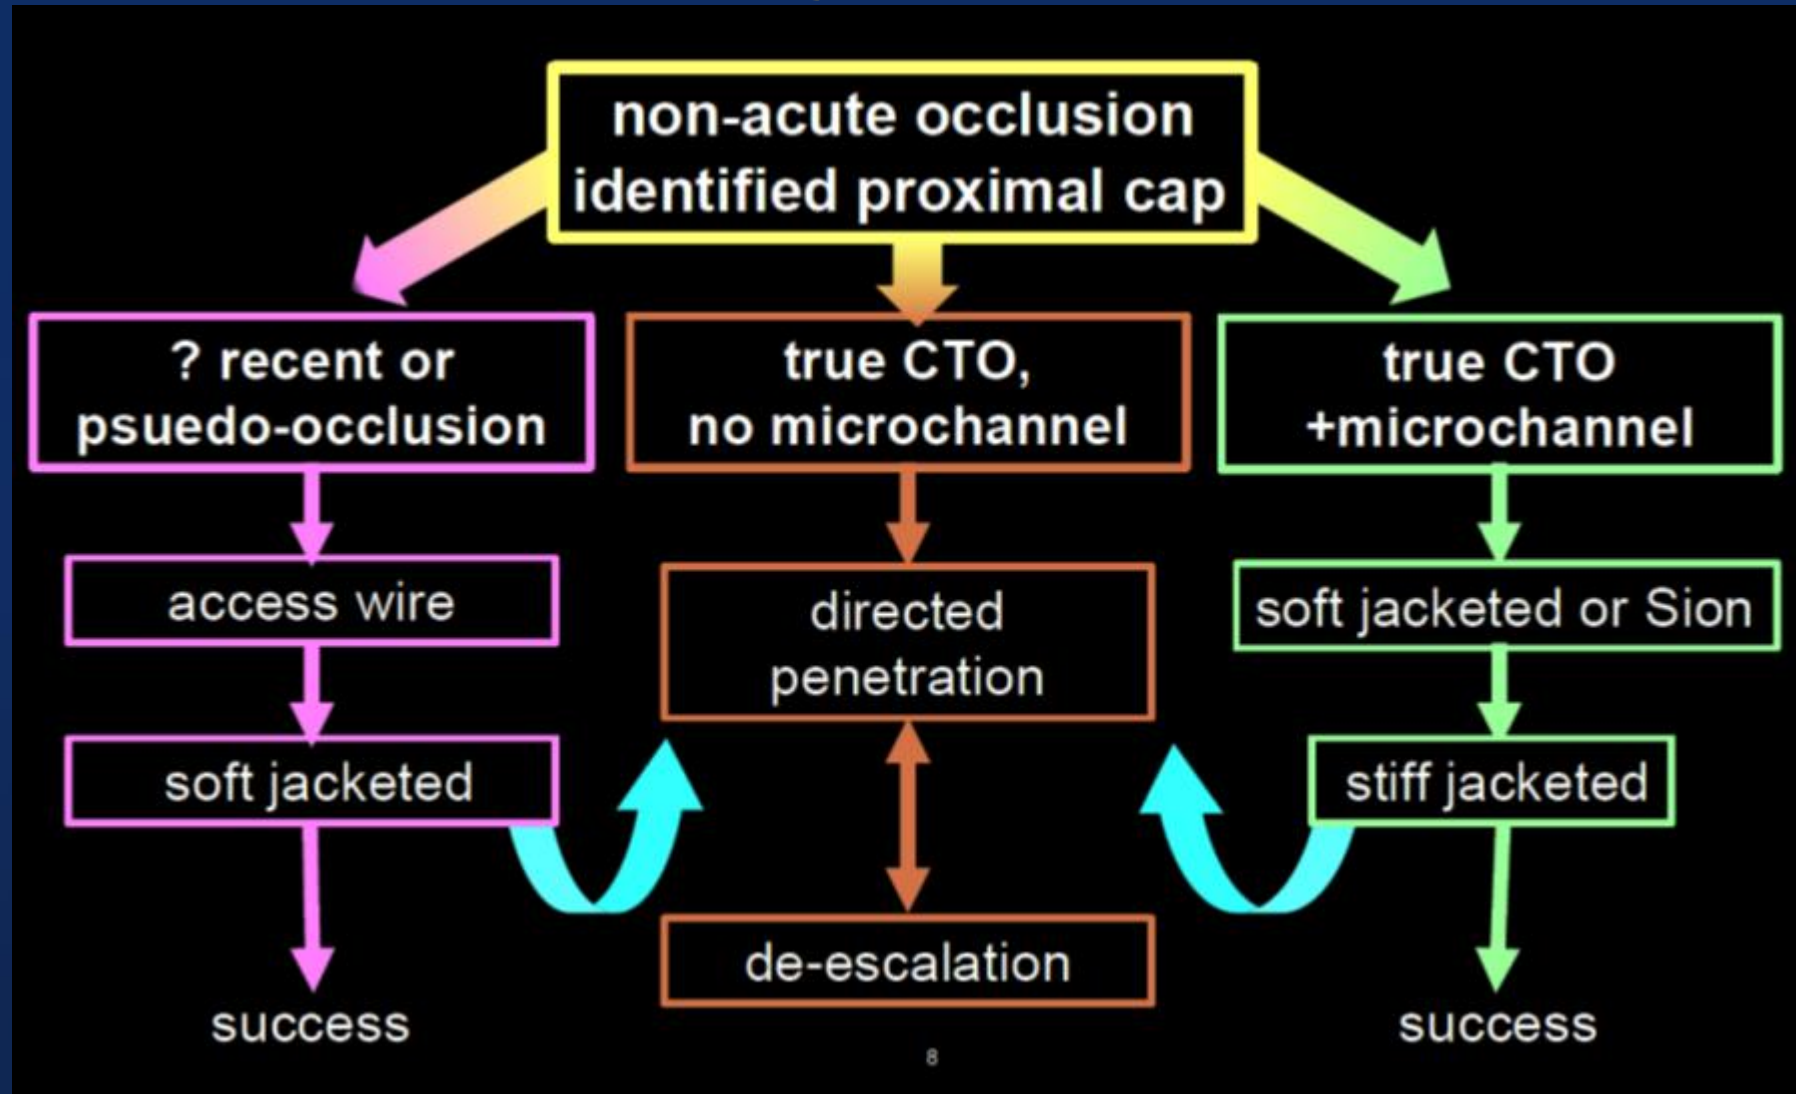 non-acute occlusion
identified proximal cap
? recent or
psuedo-occlusion
true CTO,
no microchannel
true CTO
+microchannel
access wire
directed
penetration
soft jacketed or Sion
soft jacketed
stiff jacketed
de-escalation
success
success
8